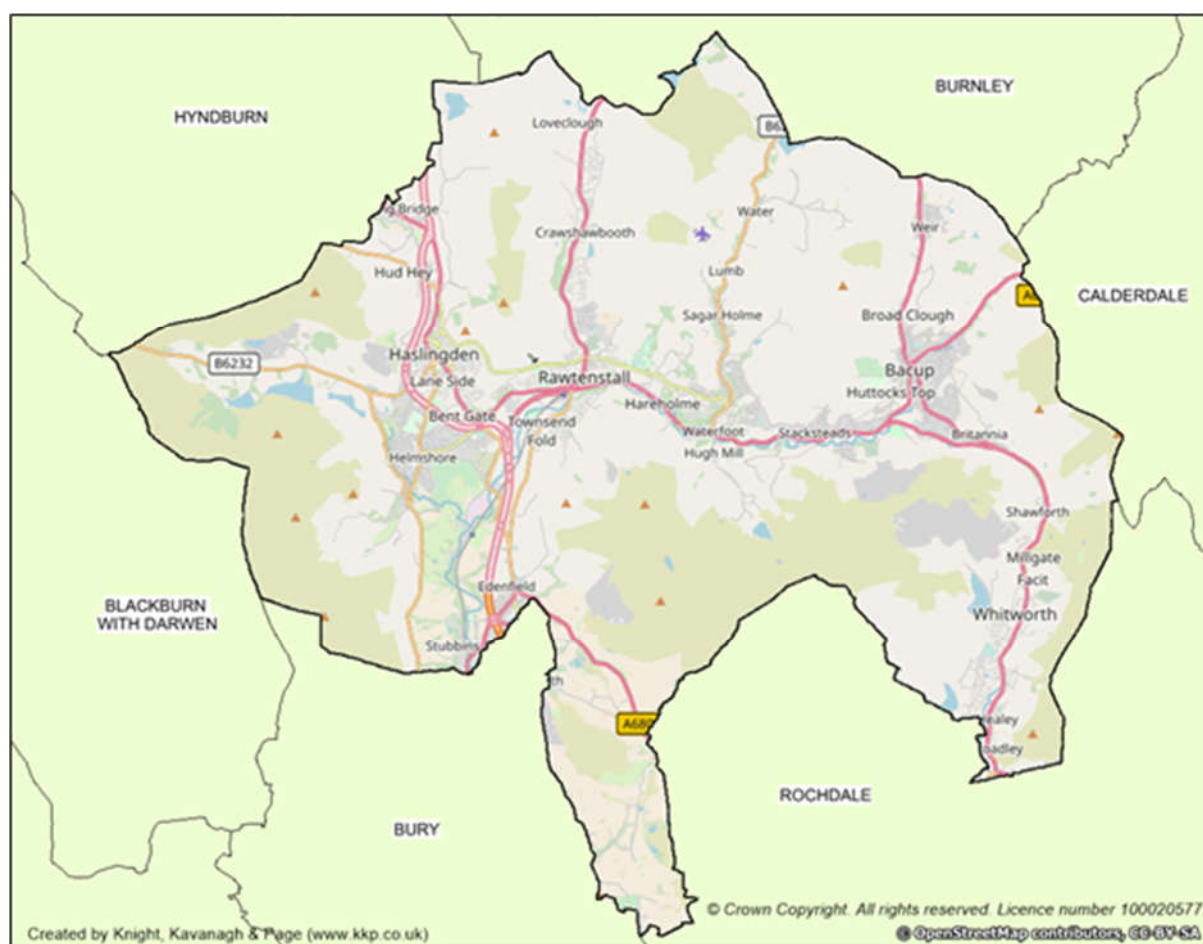 BURNLEY
HYNDBURN
Loveclough
Water
Crawshawbooth
Weir
Hud Hey
Lumb
CALDERDALE
Sagar Holme
Broad Clough
Haslingden
B6232
Rawtenstall
Bacup
Lane Side
Huttocks Top
Hareholme
Bent Gate
Townsend
Fold
Waterfoot
Stacksteads
Britannia
Hugh Mill
Helmshore
Shawforth
Millgate
Facit
Edenfield
BLACKBURN
WITH DARWEN
Whitworth
Stubbins
A680
ROCHDALE
BURY
© Crown Copyright. All rights reserved. Licence number 100020577
Created by Knight, Kavanagh & Page (www.kkp.co.uk)
© OpenStreetMap contributors, CC-BY-SA